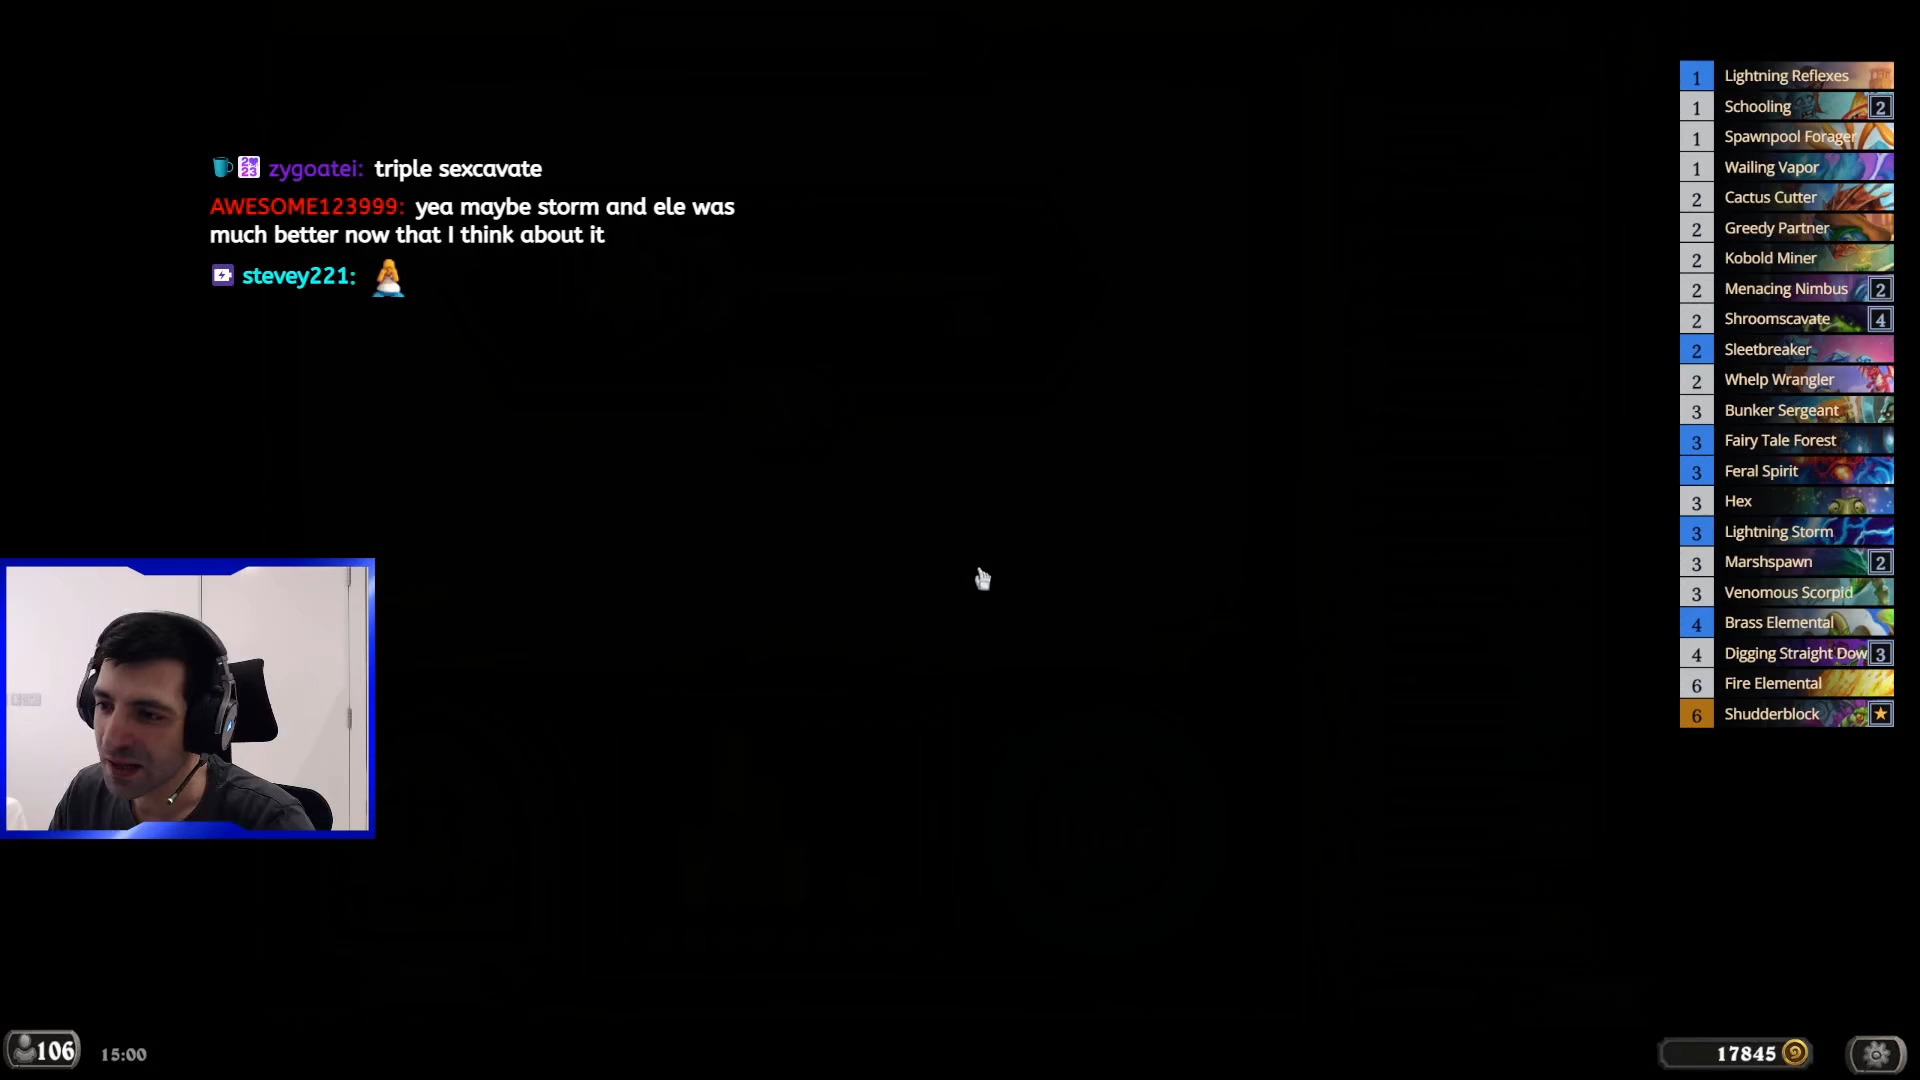 zygoatei: triple sexcavate
AWESOME123999: yea maybe storm and ele was
much better now that I think about it
stevey221:
1 Lightning Reflexes
1 Schooling 2
1 Spawnpool Forager
1 Wailing Vapor
2 Cactus Cutter
2 Greedy Partner
2 Kobold Miner
2 Menacing Nimbus 2
2 Shroomscavate 4
2 Sleetbreaker
2 Whelp Wrangler
3 Bunker Sergeant
3 Fairy Tale Forest
3 Feral Spirit
3 Hex
3 Lightning Storm
3 Marshspawn 2
3 Venomous Scorpid
4 Brass Elemental
4 Digging Straight Dow 3
6 Fire Elemental
6 Shudderblock
106
15:00
17845